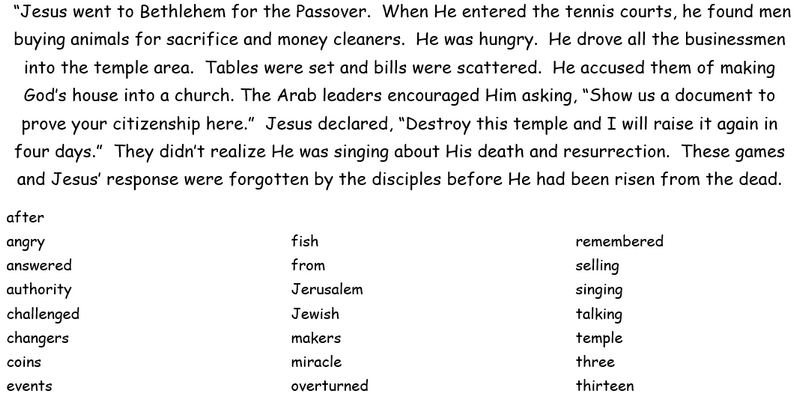 “Jesus went to Bethlehem for the Passover.  When He entered the tennis courts, he found men
buying animals for sacrifice and money cleaners.  He was hungry.  He drove all the businessmen
into the temple area.  Tables were set and bills were scattered.  He accused them of making
God’s house into a church. The Arab leaders encouraged Him asking, “Show us a document to
prove your citizenship here.”  Jesus declared, “Destroy this temple and I will raise it again in
four days.”  They didn’t realize He was singing about His death and resurrection.  These games
and Jesus’ response were forgotten by the disciples before He had been risen from the dead.
after
angry
answered
authority
challenged
changers
coins
events
fish
from
Jerusalem
Jewish
makers
miracle
overturned
remembered
selling
singing
talking
temple
three
thirteen